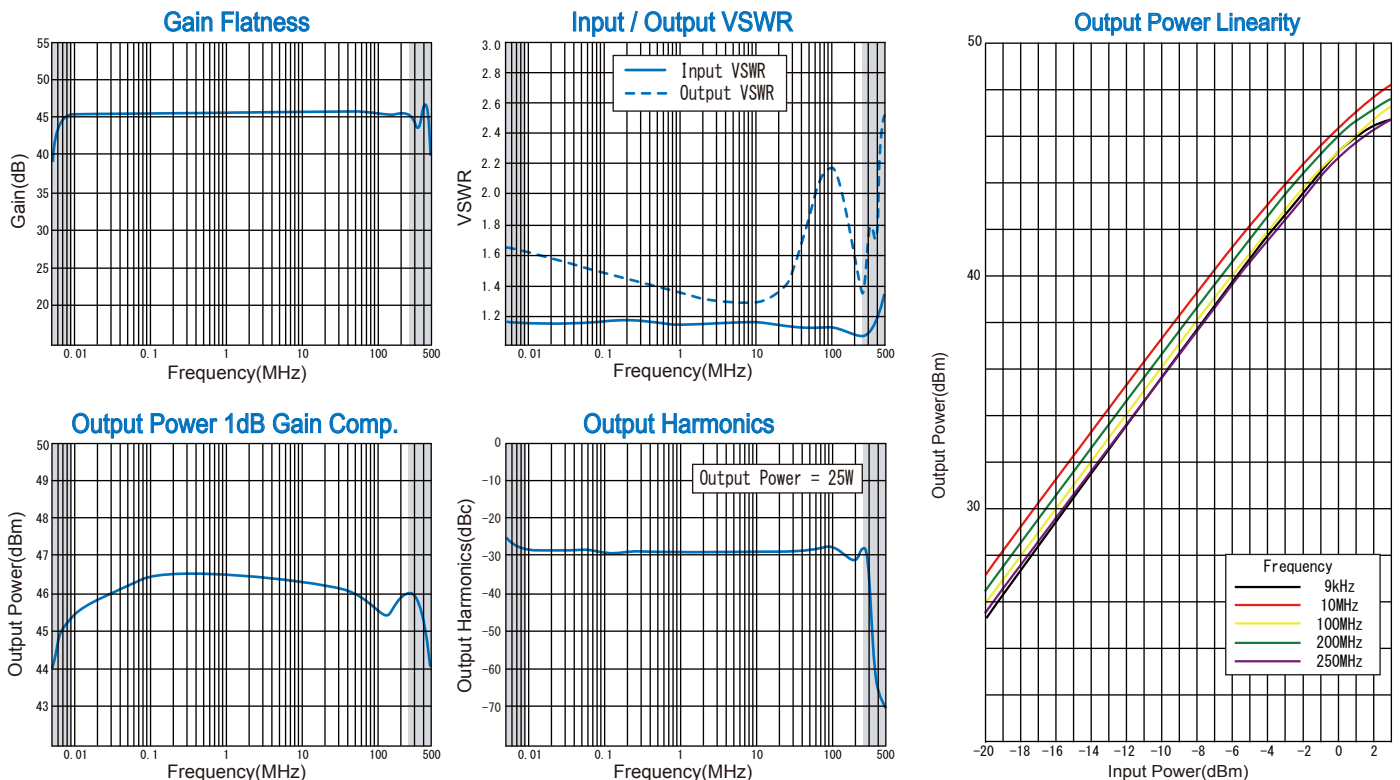 Gain Flatness
55
50
45
40
35
30
25
20
Gain(dB)
0.01
0.1
1
10
100
500
Frequency(MHz)
Input / Output VSWR
3.0
2.8
2.6
2.4
2.2
2.0
1.8
1.6
1.4
1.2
VSWR
Input VSWR
Output VSWR
0.01
0.1
1
10
100
500
Frequency(MHz)
Output Power 1dB Gain Comp.
50
49
48
47
46
45
44
43
Output Power(dBm)
0.01
0.1
1
10
100
500
Frequency(MHz)
Output Harmonics
0
-10
-20
-30
-40
-50
-60
-70
Output Harmonics(dBc)
Output Power = 25W
0.01
0.1
1
10
100
500
Frequency(MHz)
Output Power Linearity
50
40
30
Output Power(dBm)
Frequency
9kHz
10MHz
100MHz
200MHz
250MHz
-20 -18 -16 -14 -12 -10 -8 -6 -4 -2 0 2
Input Power(dBm)